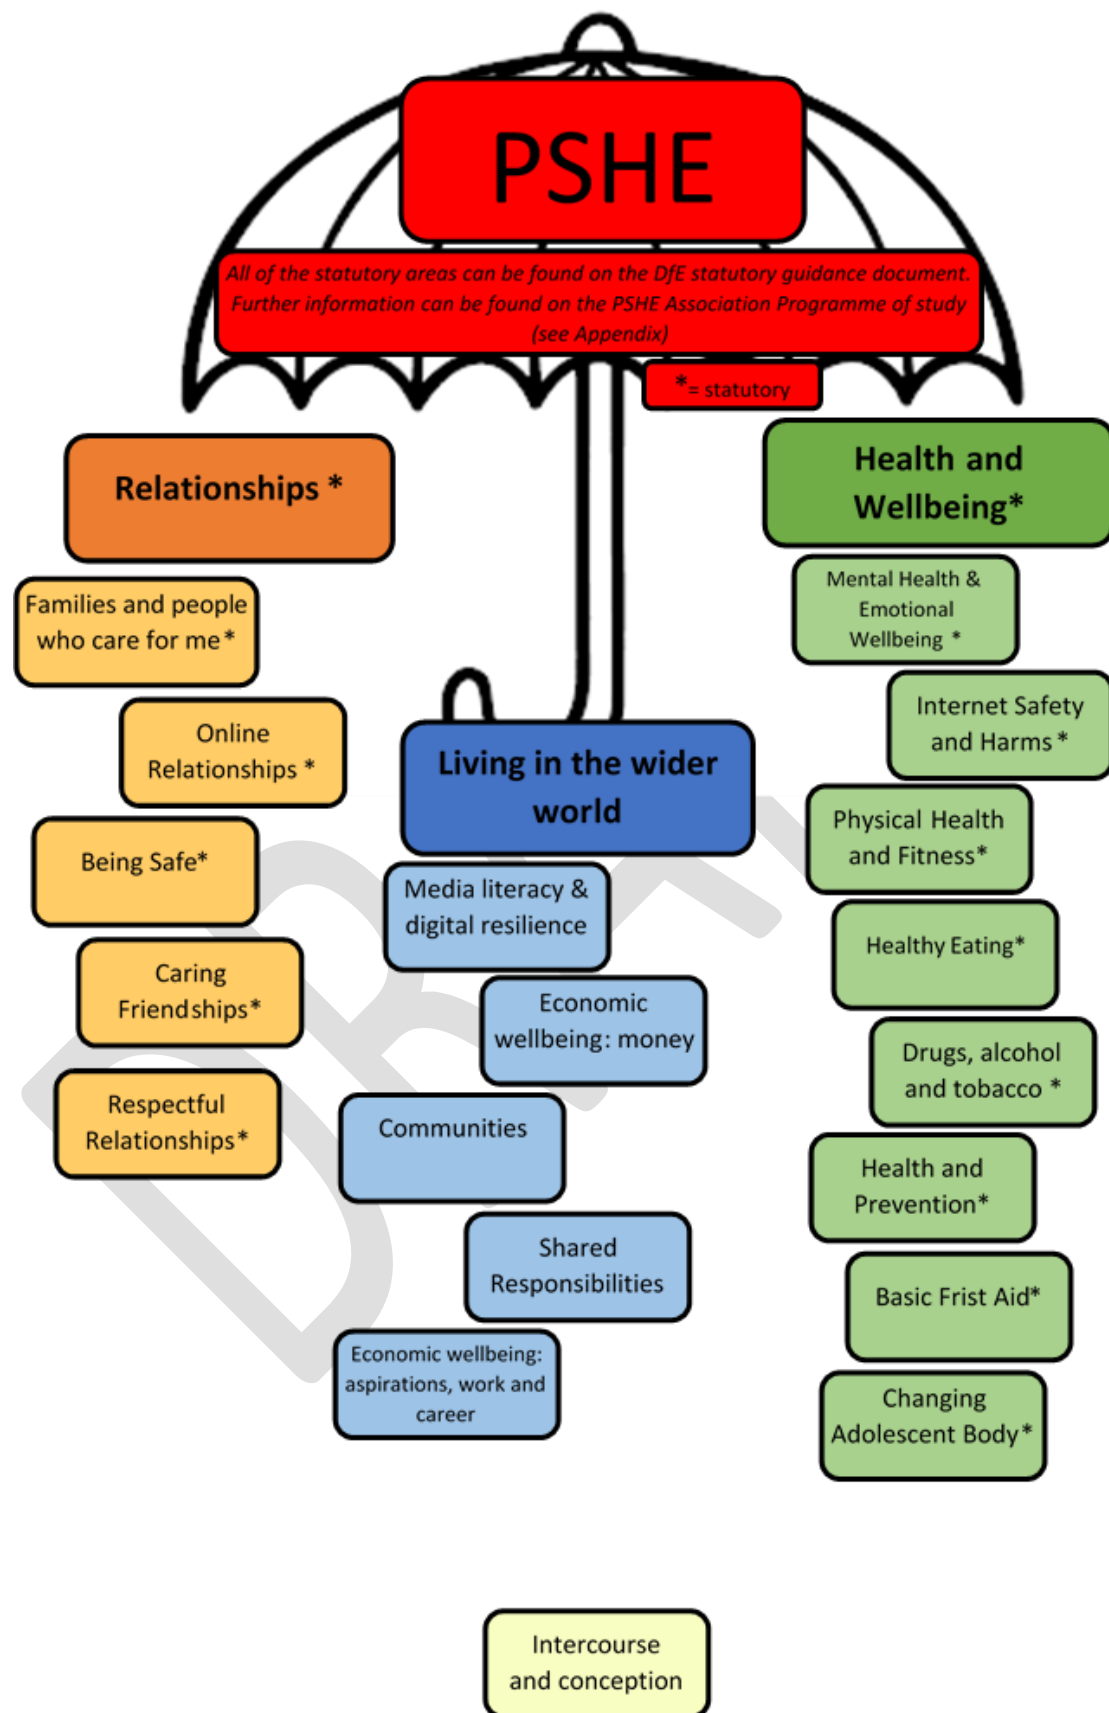 PSHE
All of the statutory areas can be found on the DfE statutory guidance document.
Further information can be found on the PSHE Association Programme of study
(see Appendix)
*= statutory
Relationships *
Families and people
who care for me *
Online
Relationships *
Being Safe*
Caring
Friendships*
Respectful
Relationships*
Living in the wider
world
Media literacy &
digital resilience
Economic
wellbeing: money
Communities
Shared
Responsibilities
Economic wellbeing:
aspirations, work and
career
Health and
Wellbeing*
Mental Health &
Emotional
Wellbeing *
Internet Safety
and Harms *
Physical Health
and Fitness*
Healthy Eating*
Drugs, alcohol
and tobacco *
Health and
Prevention*
Basic Frist Aid*
Changing
Adolescent Body*
Intercourse
and conception